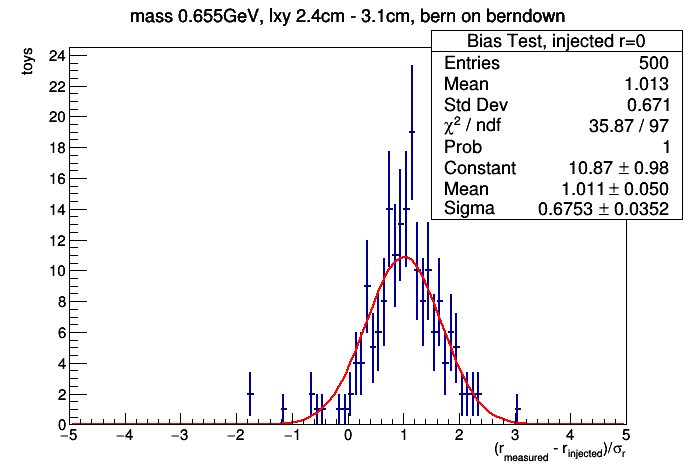 mass 0.655GeV, lxy 2.4cm - 3.1cm, bern on berndown
Bias Test, injected r=0
Entries 500
Mean 1.013
Std Dev 0.671
χ² / ndf 35.87 / 97
Prob 1
Constant 10.87 ± 0.98
Mean 1.011 ± 0.050
Sigma 0.6753 ± 0.0352
toys
24
22
20
18
16
14
12
10
8
6
4
2
0
−5 −4 −3 −2 −1 0 1 2 3 4 5
(r_measured - r_injected)/σ_r